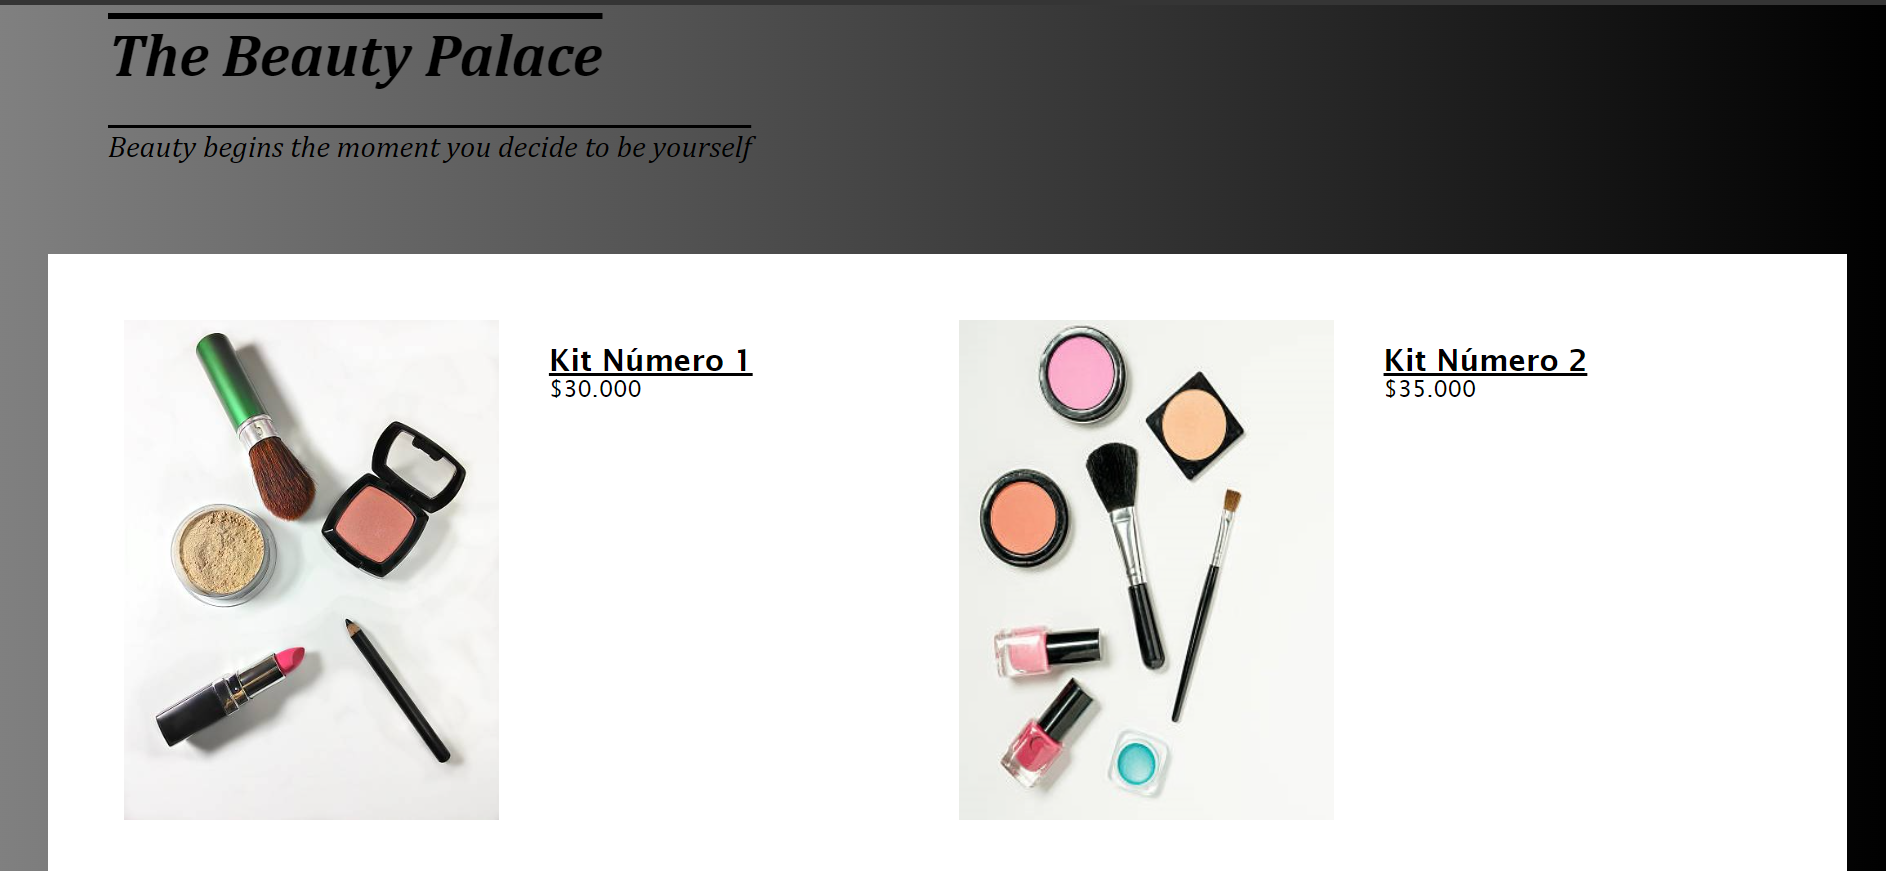 The Beauty Palace
Beauty begins the moment you decide to be yourself
Kit Número 1
$30.000
Kit Número 2
$35.000